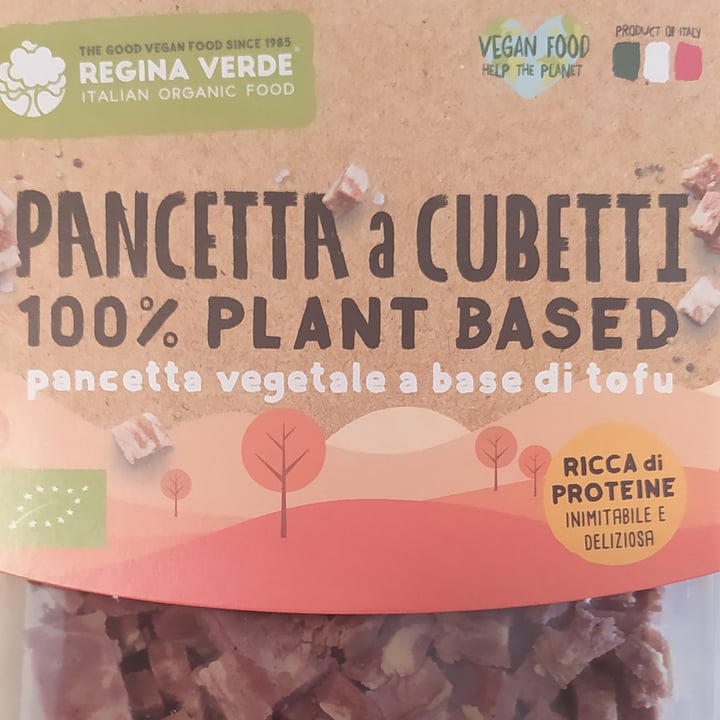 THE GOOD VEGAN FOOD SINCE 1985
REGINA VERDE®
ITALIAN ORGANIC FOOD
VEGAN FOOD
HELP THE PLANET
PRODUCT OF ITALY
PANCETTA a CUBETTI
100% PLANT BASED
pancetta vegetale a base di tofu
RICCA di
PROTEINE
INIMITABILE E
DELIZIOSA